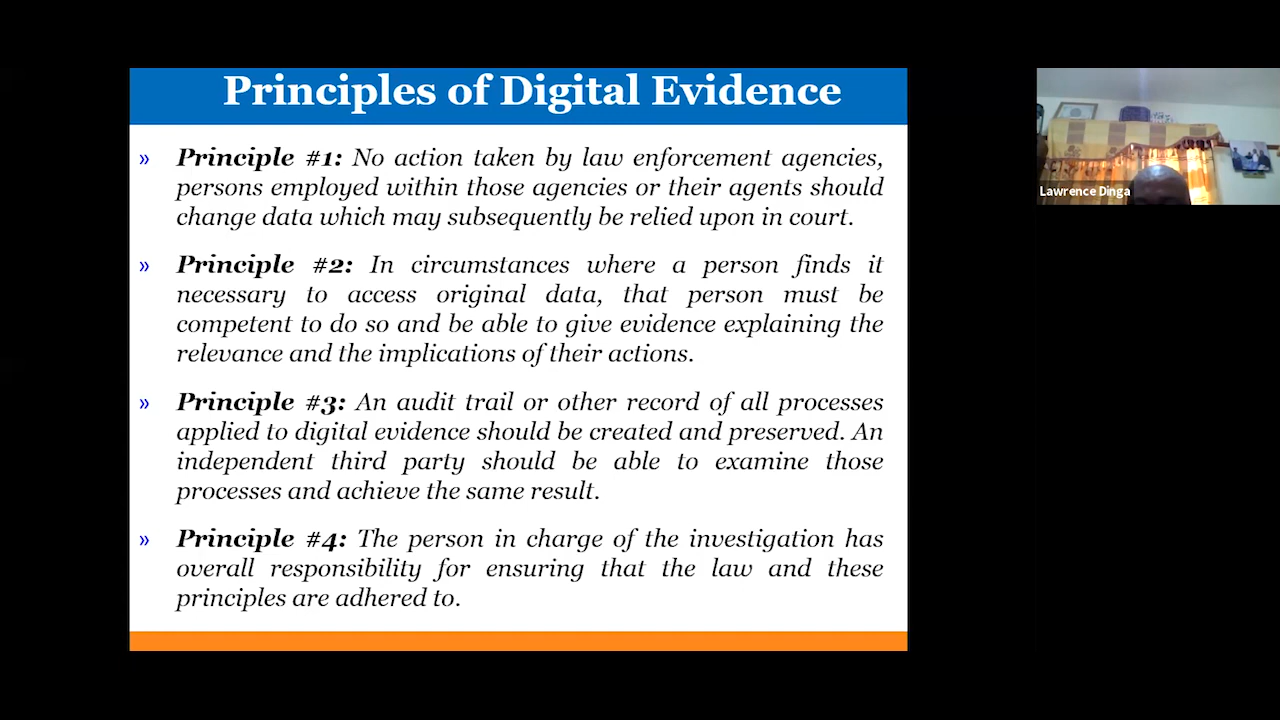 Principles of Digital Evidence
» Principle #1: No action taken by law enforcement agencies,
persons employed within those agencies or their agents should
change data which may subsequently be relied upon in court.
» Principle #2: In circumstances where a person finds it
necessary to access original data, that person must be
competent to do so and be able to give evidence explaining the
relevance and the implications of their actions.
» Principle #3: An audit trail or other record of all processes
applied to digital evidence should be created and preserved. An
independent third party should be able to examine those
processes and achieve the same result.
» Principle #4: The person in charge of the investigation has
overall responsibility for ensuring that the law and these
principles are adhered to.
Lawrence Dinga